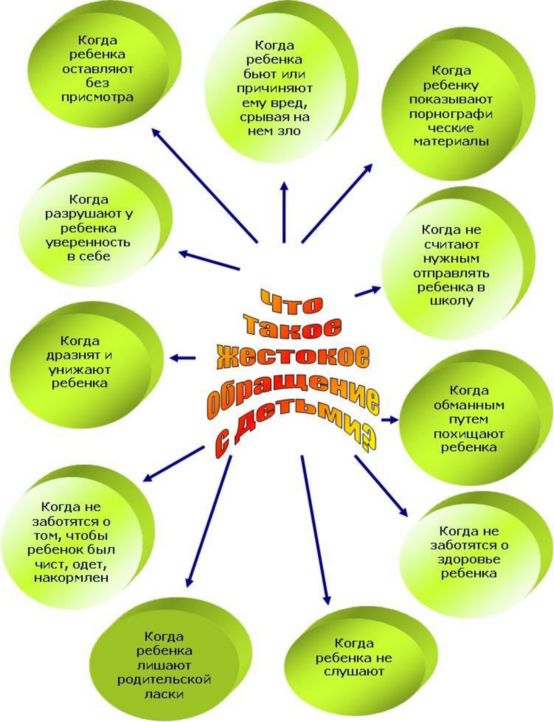 Когда
ребенка
оставляют
без
присмотра
Когда
ребенка
бьют или
причиняют
ему вред,
срывая на
нем зло
Когда
ребенку
показывают
порнографи
ческие
материалы
Когда
разрушают у
ребенка
уверенность
в себе
Когда не
считают
нужным
отправлять
ребенка в
школу
Что
такое
жестокое
обращение
с детьми?
Когда
дразнят и
унижают
ребенка
Когда
обманным
путем
похищают
ребенка
Когда не
заботятся о
том, чтобы
ребенок был
чист, одет,
накормлен
Когда не
заботятся о
здоровье
ребенка
Когда
ребенка
лишают
родительской
ласки
Когда
ребенка не
слушают